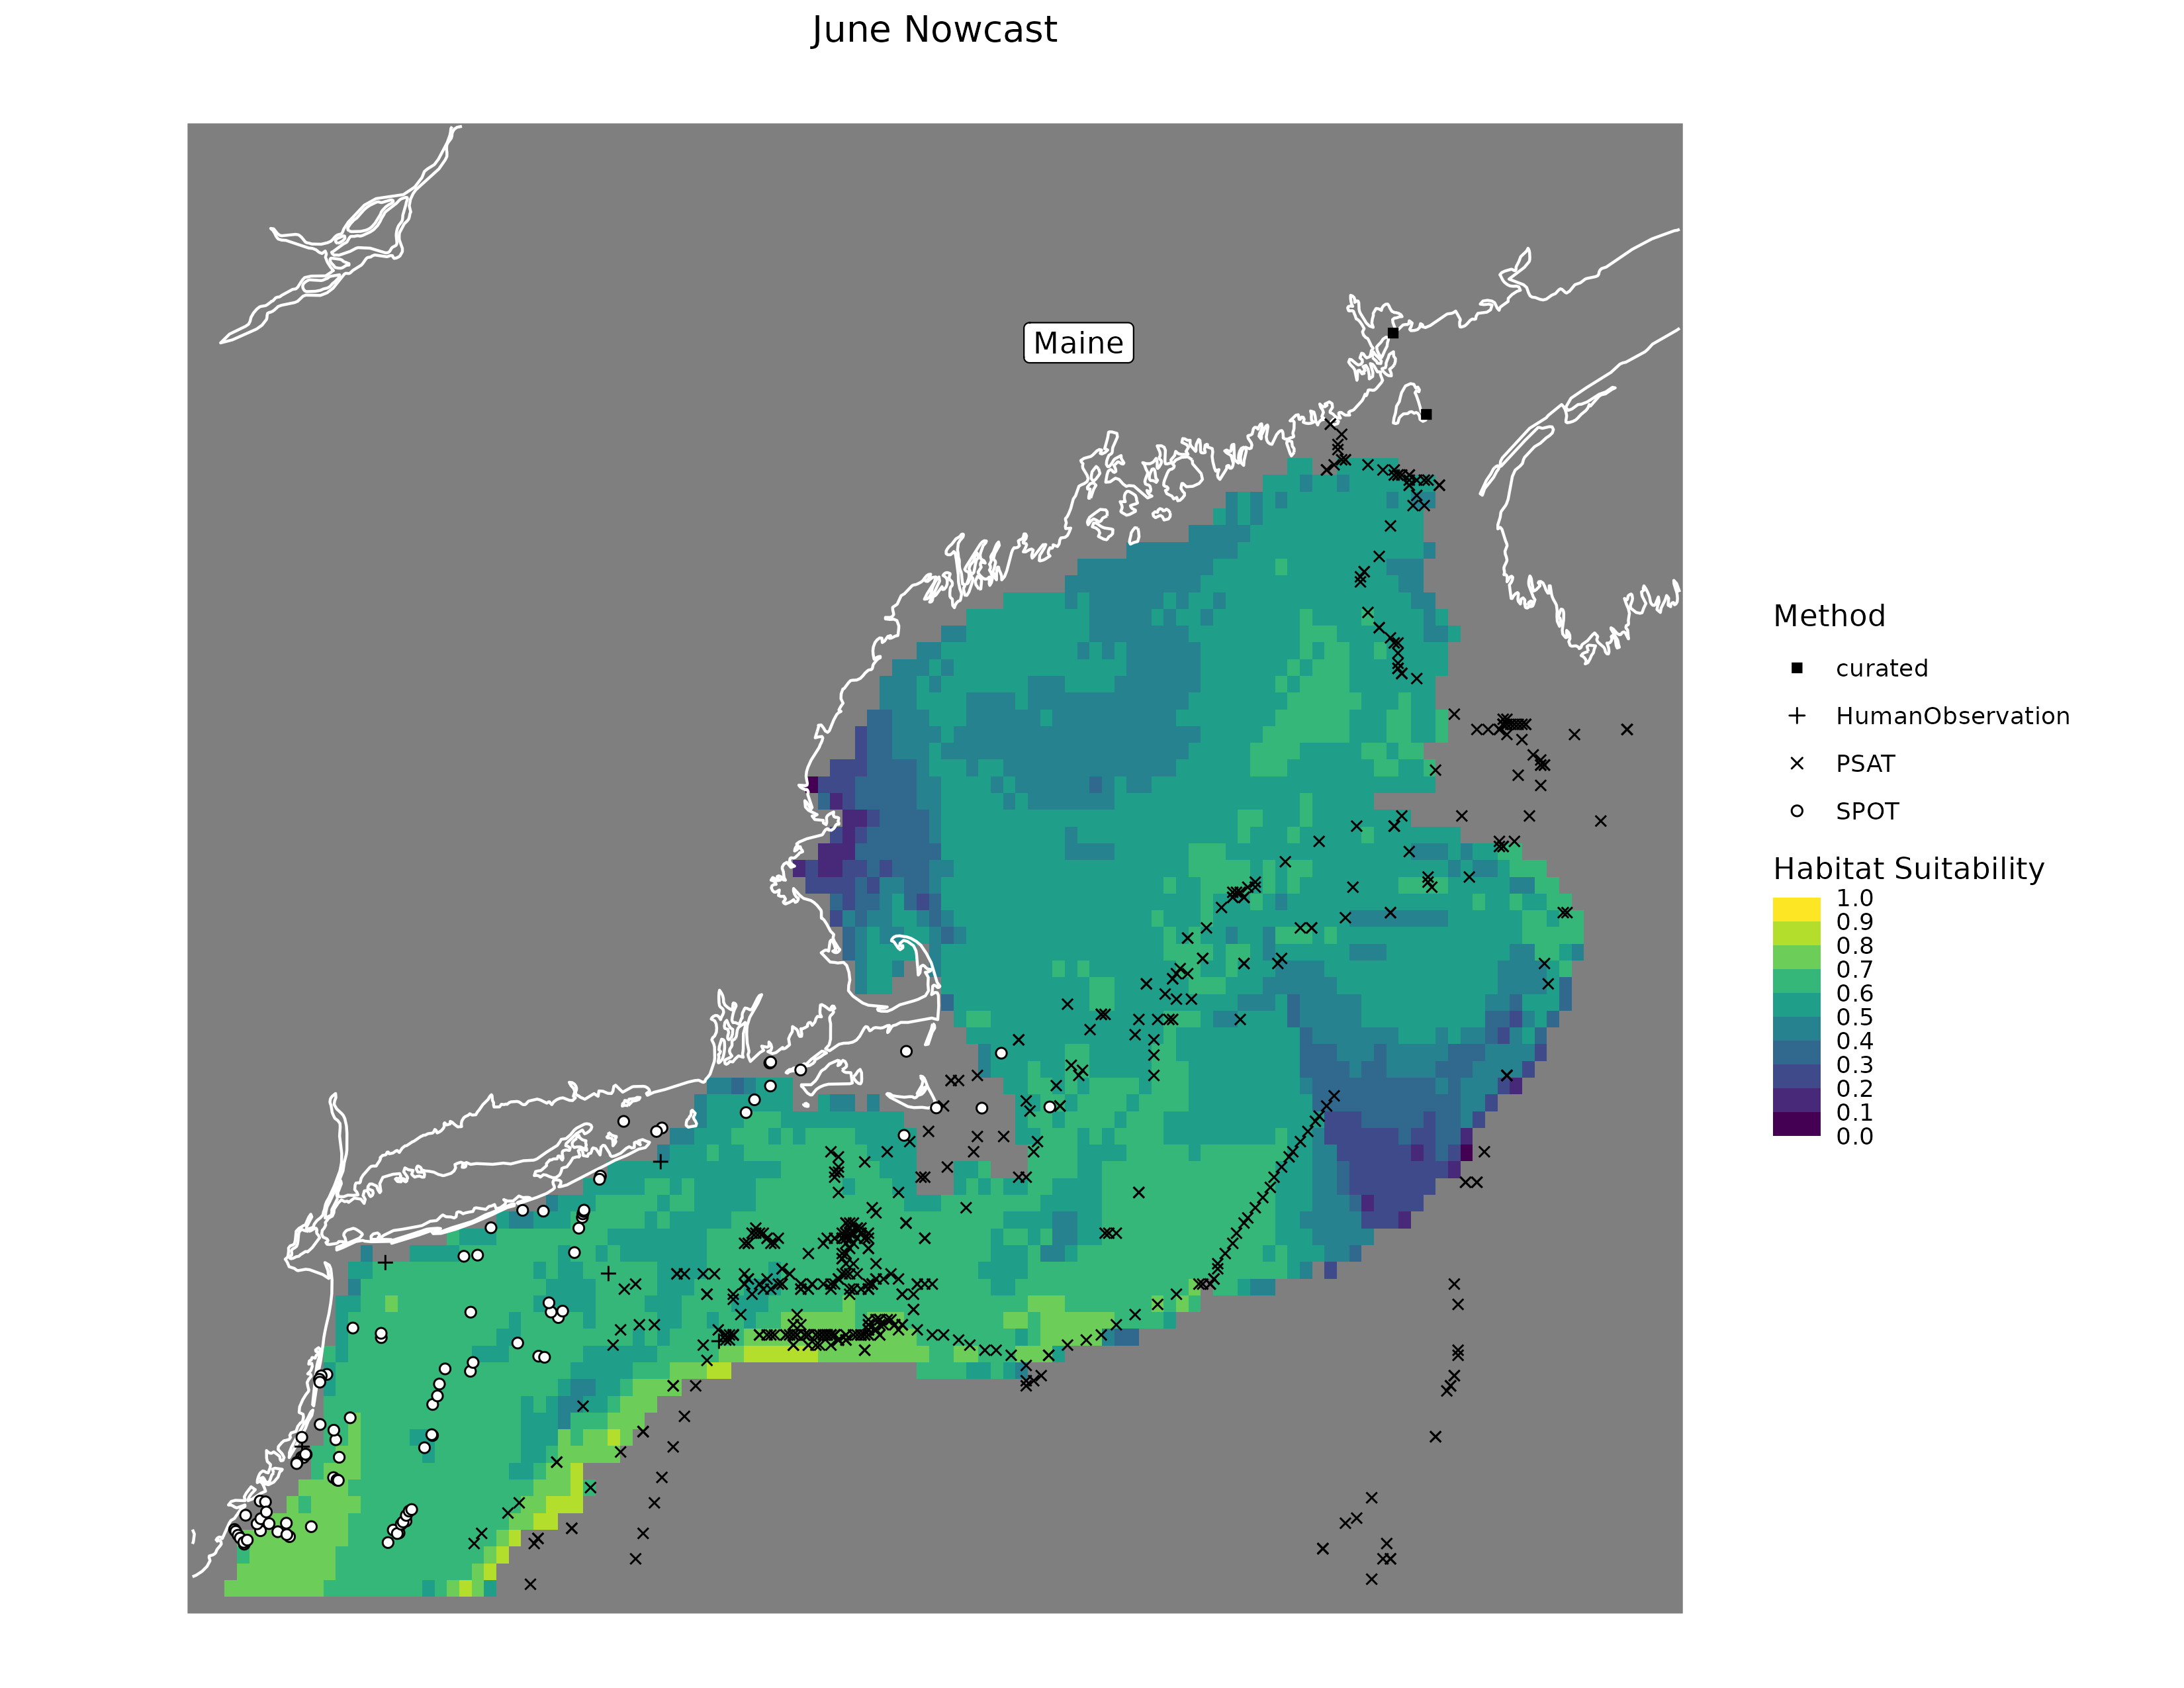 June Nowcast
Maine
Method
curated
HumanObservation
PSAT
SPOT
Habitat Suitability
1.0
0.9
0.8
0.7
0.6
0.5
0.4
0.3
0.2
0.1
0.0